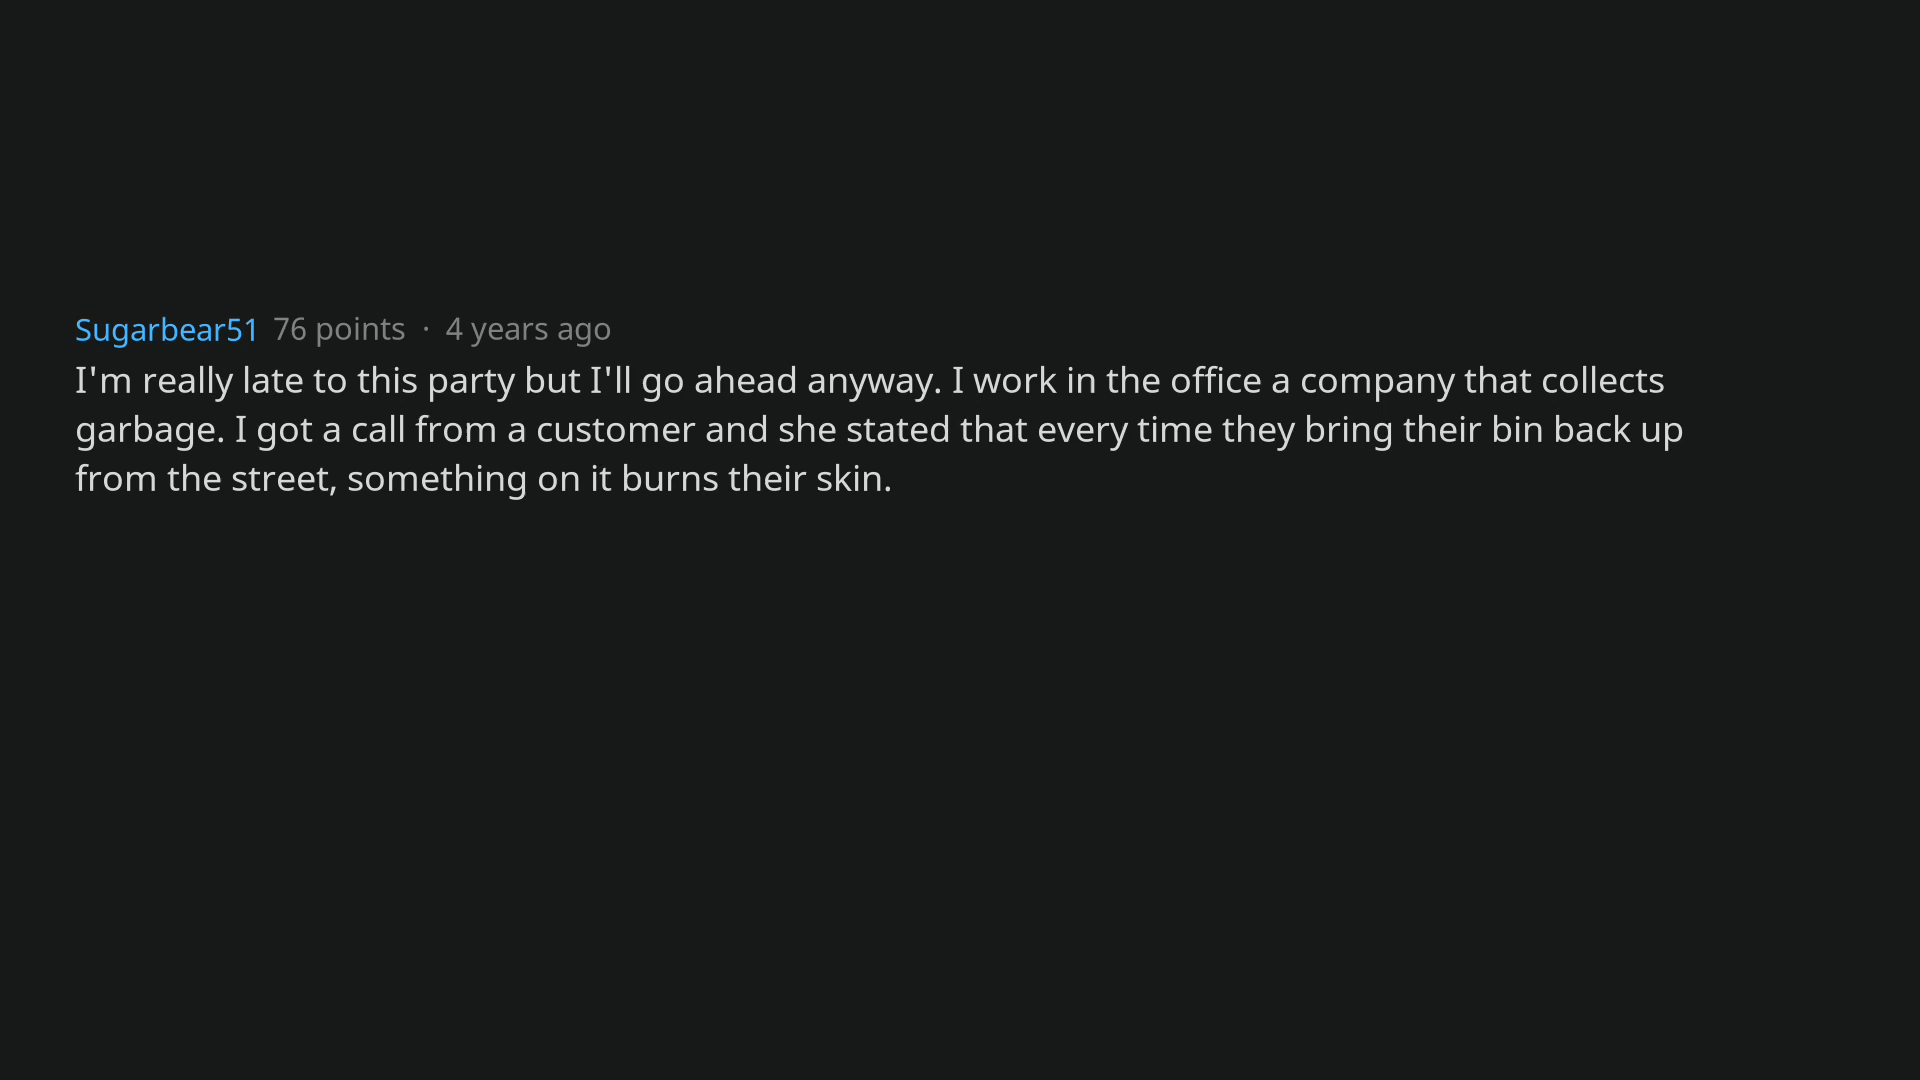 Sugarbear51 76 points · 4 years ago
I'm really late to this party but I'll go ahead anyway. I work in the office a company that collects
garbage. I got a call from a customer and she stated that every time they bring their bin back up
from the street, something on it burns their skin.